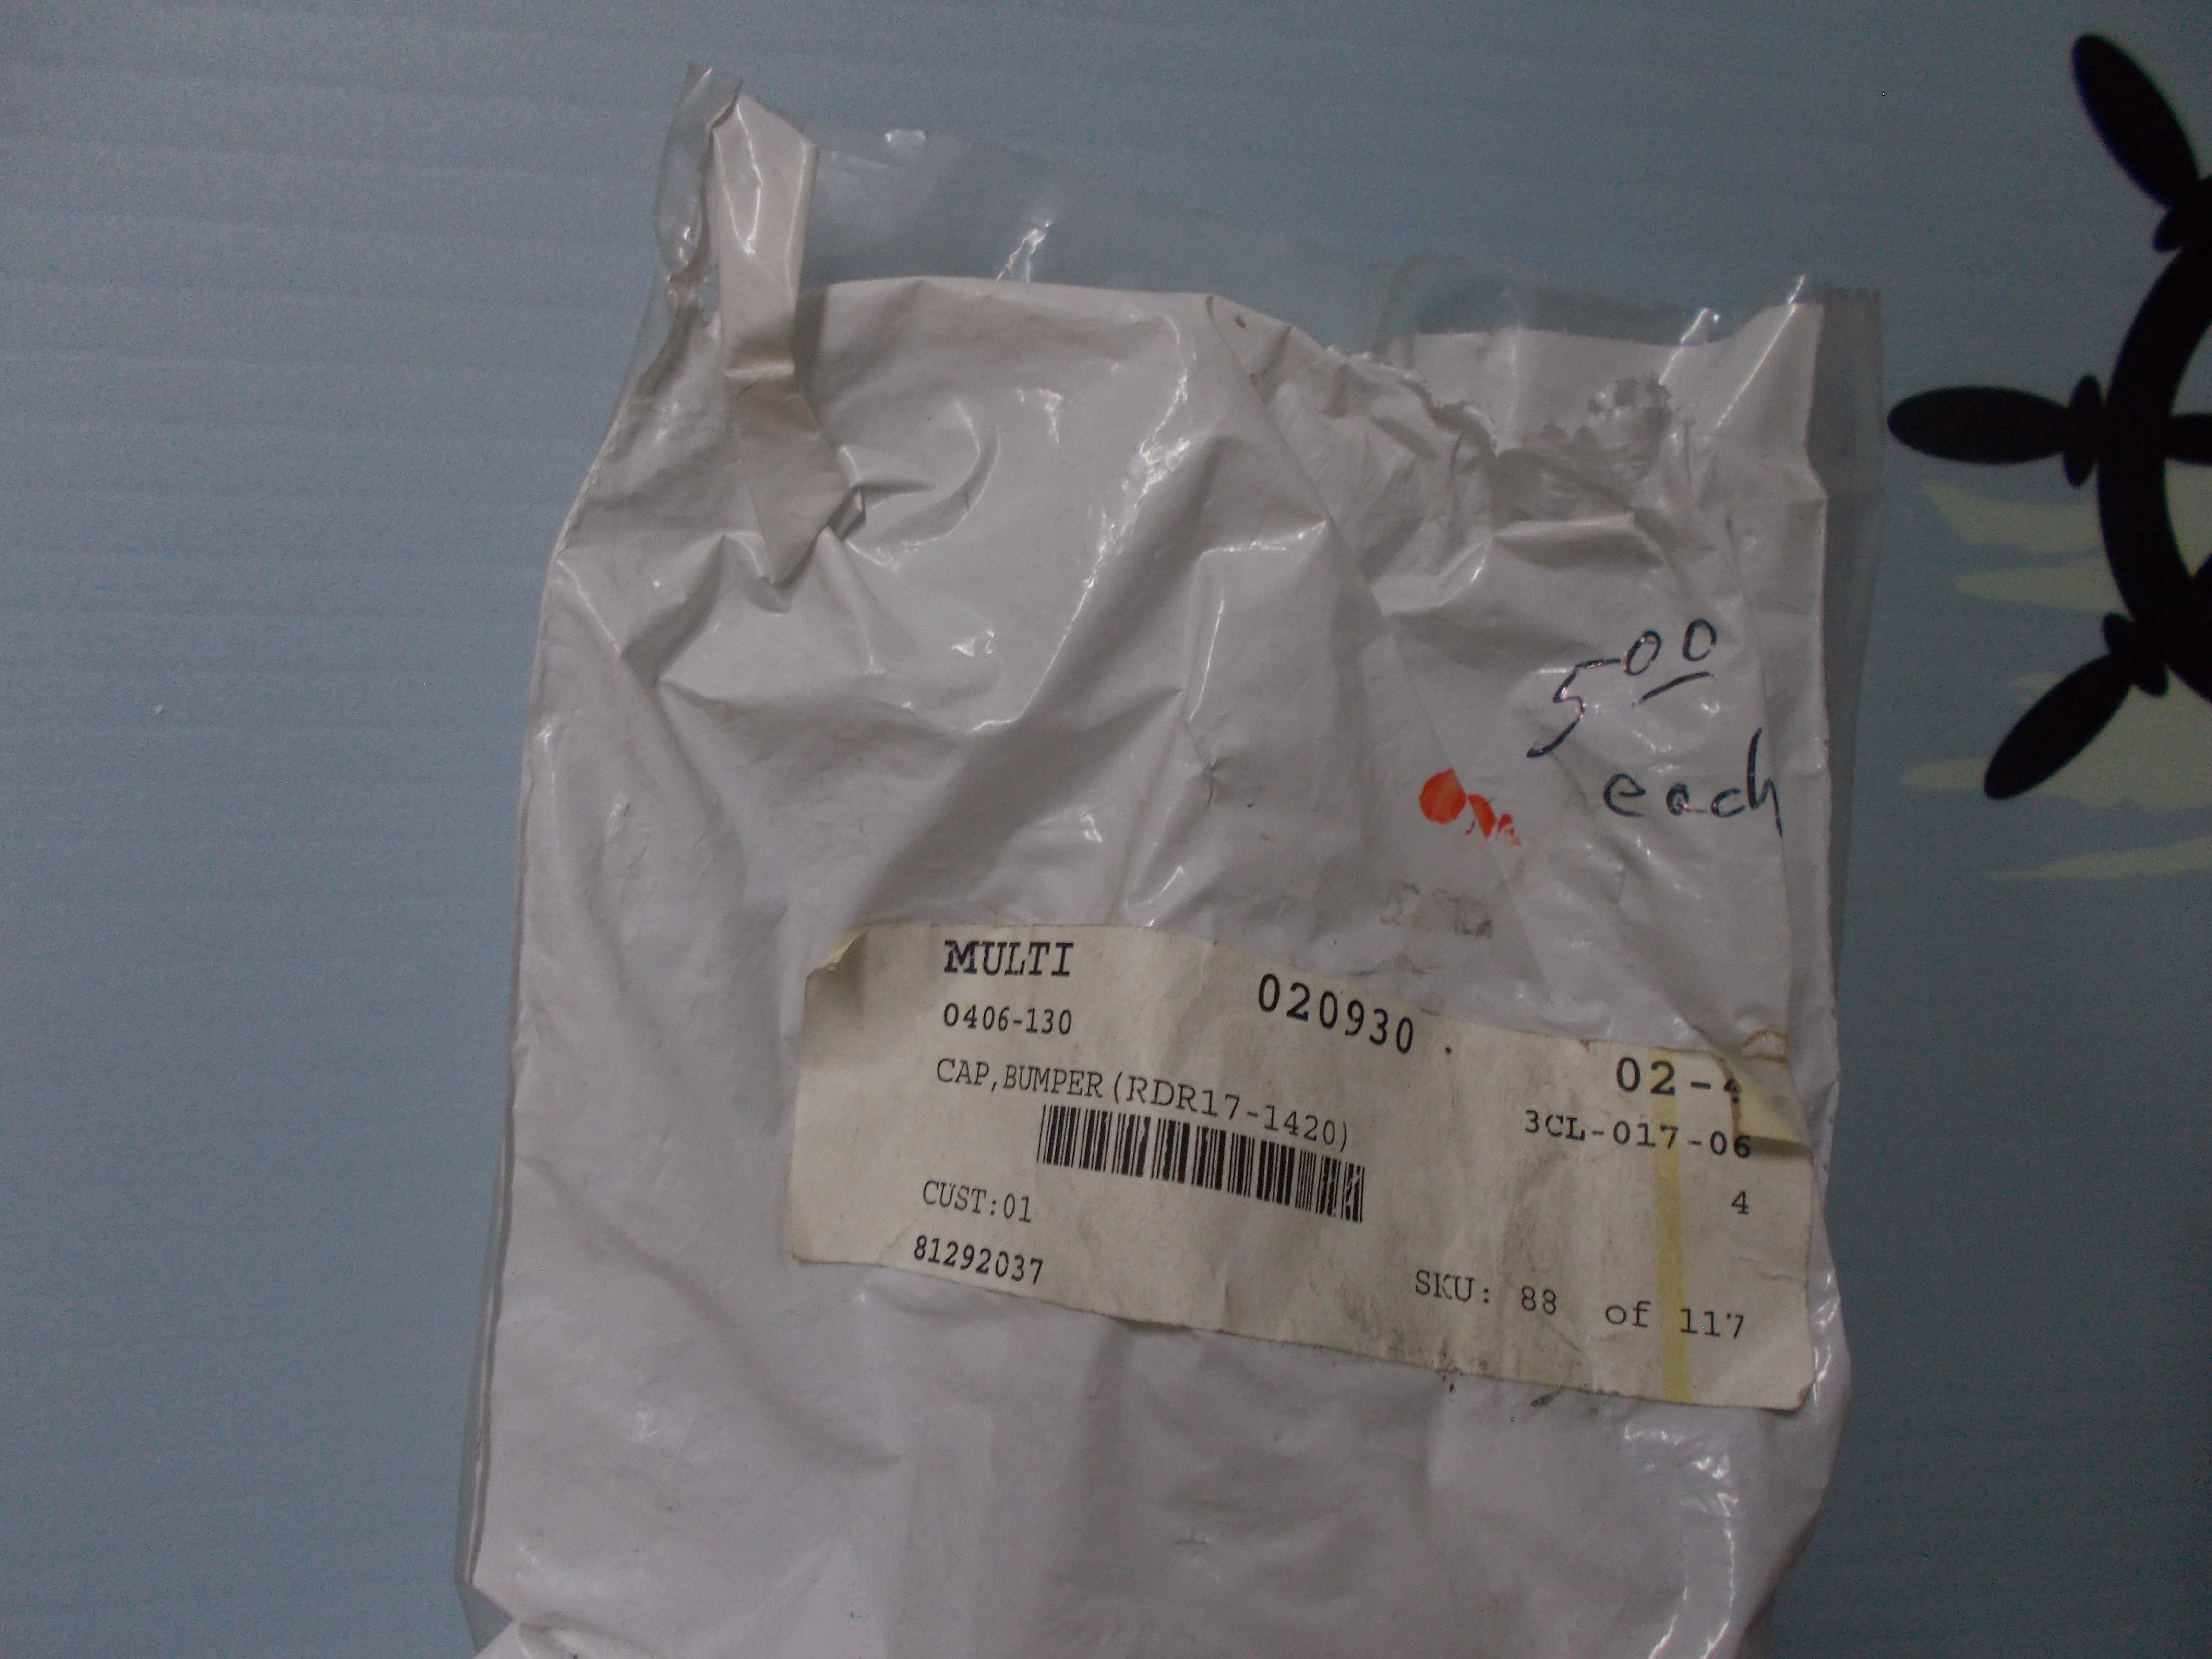 5 00
each
MULTI
020930
0406-130
02-
CAP,BUMPER(RDR17-1420)
3CL-017-06
4
CUST:01
81292037
SKU: 88 of 117